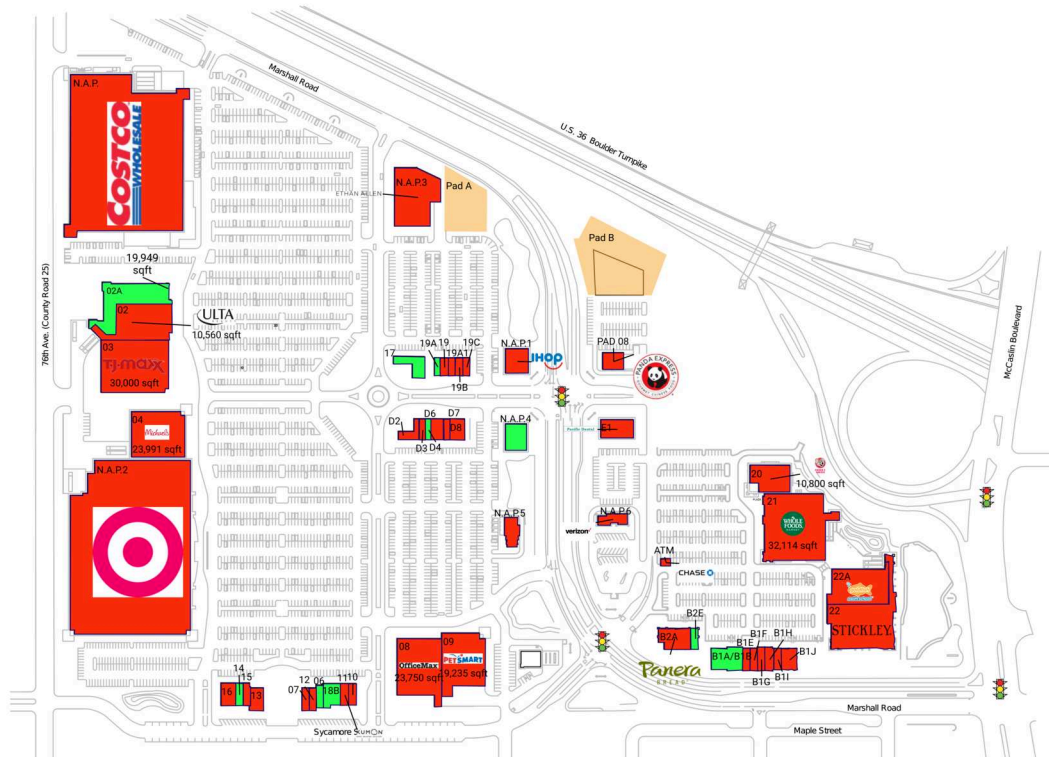 Marshall Road
U.S. 36 Boulder Turnpike
76th Ave. (County Road 25)
McCaslin Boulevard
N.A.P.
COSTCO
WHOLESALE
ETHAN ALLEN
N.A.P.3
Pad A
Pad B
19,949
sqft
02A
02
ULTA
10,560 sqft
03
T.J.maxx
30,000 sqft
17
19A
19
19A1
19B
19C
N.A.P.1
IHOP
PAD 08
PANDA EXPRESS
04
Michaels
23,991 sqft
D2
D3
D6
D4
D7
D8
N.A.P.4
E1
N.A.P.2
N.A.P.5
N.A.P.6
verizon
20
10,800 sqft
21
WHOLE
FOODS
32,114 sqft
ATM
CHASE
22A
22
STICKLEY
B2E
B2A
Panera
BREAD
B1A/B1B
B1E
B1F
B1G
B1H
B1I
B1J
08
OfficeMax
23,750 sqft
09
PETSMART
9,235 sqft
16
14
15
13
12
07
06
18B
11
10
Sycamore S
KUMON
Marshall Road
Maple Street